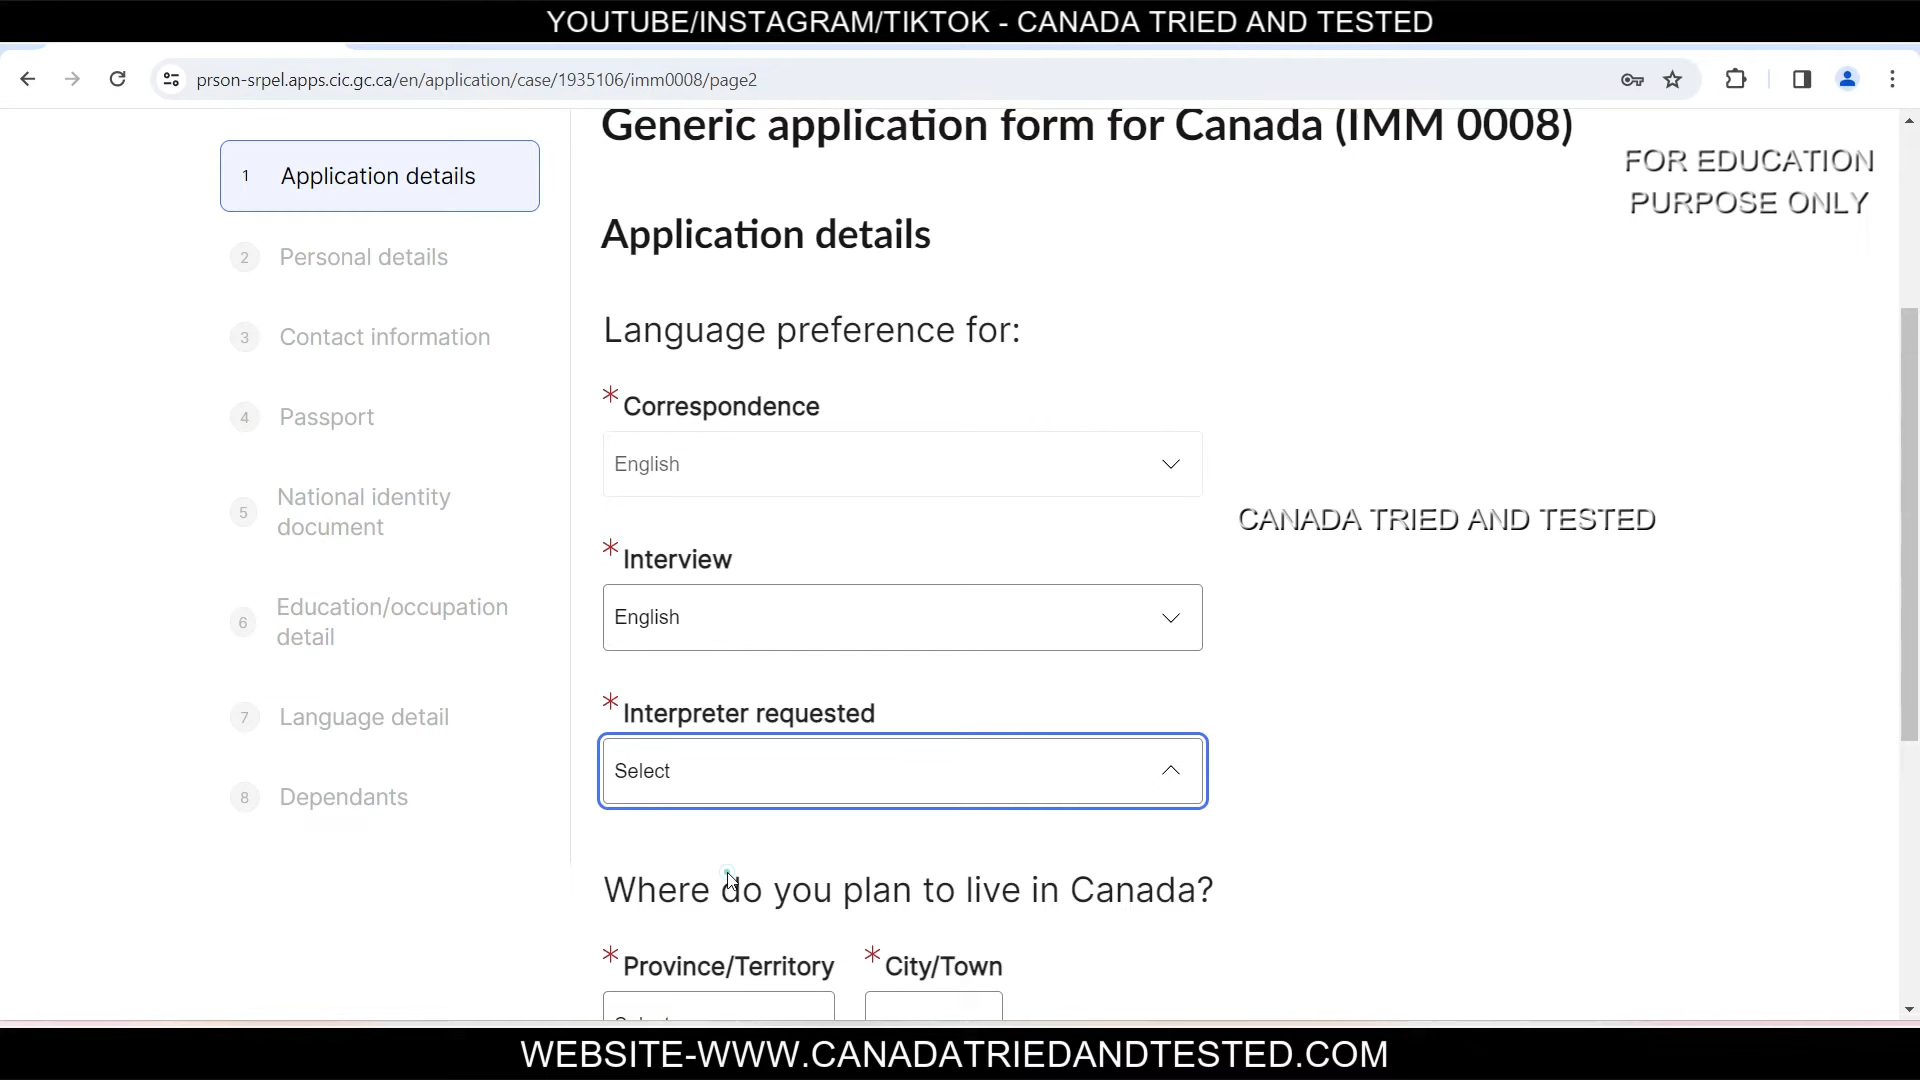 YOUTUBE/INSTAGRAM/TIKTOK - CANADA TRIED AND TESTED
prson-srpel.apps.cic.gc.ca/en/application/case/1935106/imm0008/page2
Generic application form for Canada (IMM 0008)
FOR EDUCATION
PURPOSE ONLY
1 Application details
2 Personal details
3 Contact information
4 Passport
5 National identity
document
6 Education/occupation
detail
7 Language detail
8 Dependants
Application details
Language preference for:
* Correspondence
English
CANADA TRIED AND TESTED
* Interview
English
* Interpreter requested
Select
Where do you plan to live in Canada?
* Province/Territory
* City/Town
WEBSITE-WWW.CANADATRIEDANDTESTED.COM